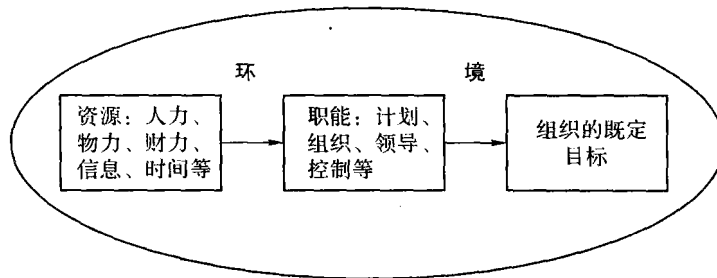 环 境
资源：人力、
物力、财力、
信息、时间等
职能：计划、
组织、领导、
控制等
组织的既定
目标